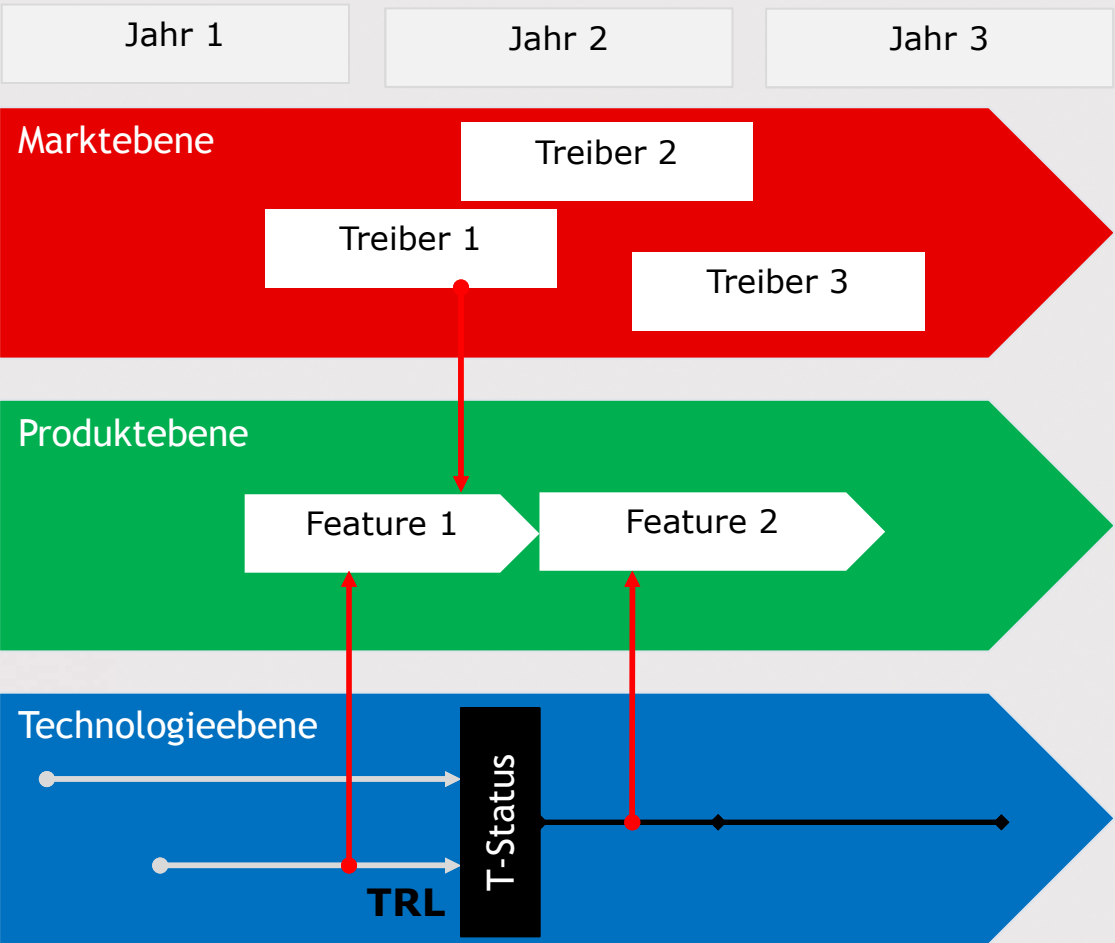 Jahr 1
Jahr 2
Jahr 3
Marktebene
Treiber 2
Treiber 1
Treiber 3
Produktebene
Feature 1
Feature 2
Technologieebene
T-Status
TRL